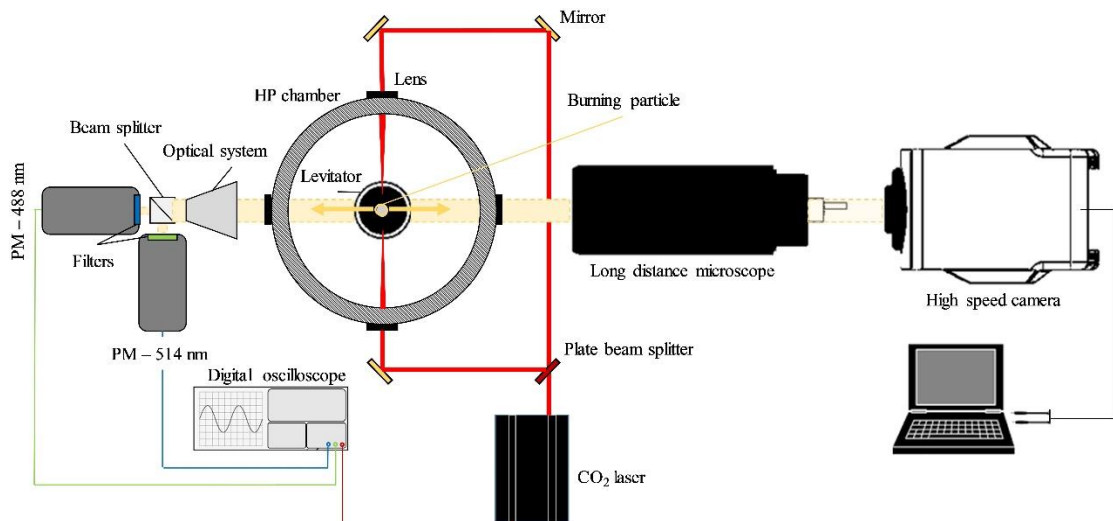 Mirror
Lens
HP chamber
Burning particle
Beam splitter
Optical system
Levitator
PM – 488 nm
Filters
Long distance microscope
High speed camera
PM – 514 nm
Plate beam splitter
Digital oscilloscope
CO₂ laser